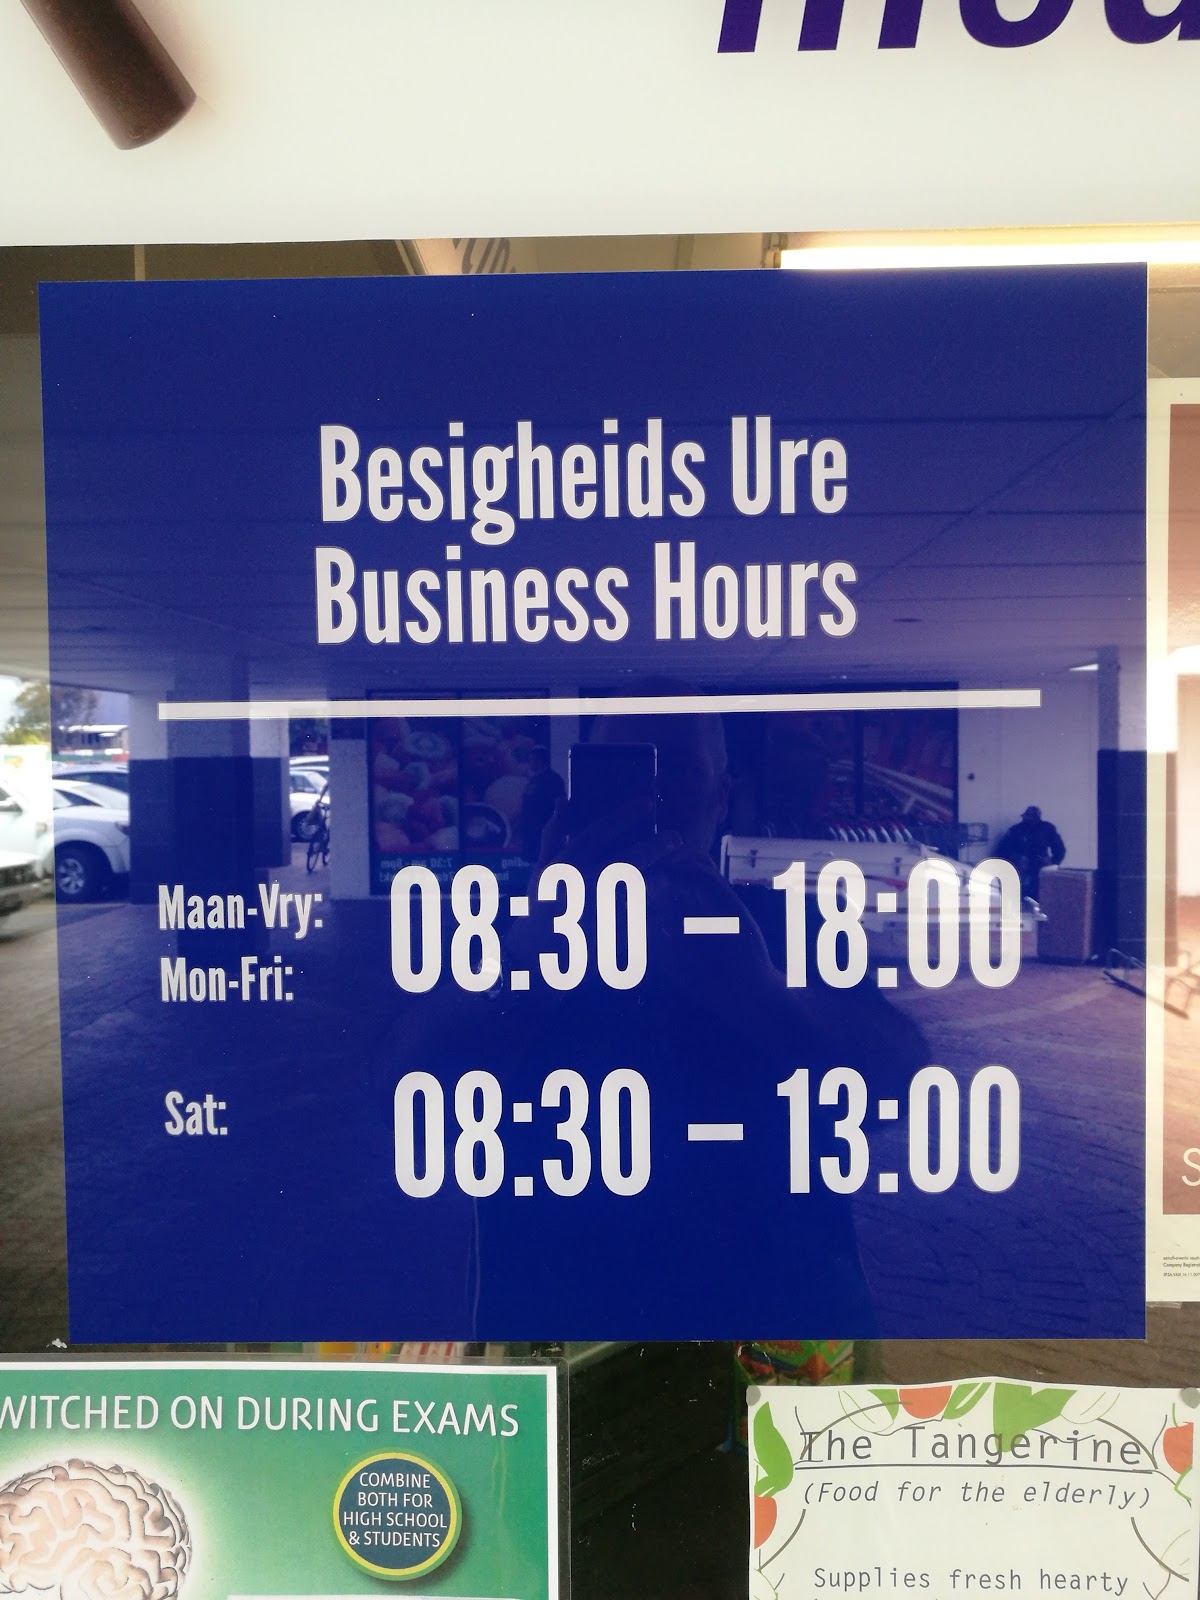 Besigheids Ure
Business Hours
Maan-Vry:
Mon-Fri:
08:30 – 18:00
Sat:
08:30 – 13:00
WITCHED ON DURING EXAMS
COMBINE
BOTH FOR
HIGH SCHOOL
& STUDENTS
The Tangerine
(Food for the elderly)
Supplies fresh hearty